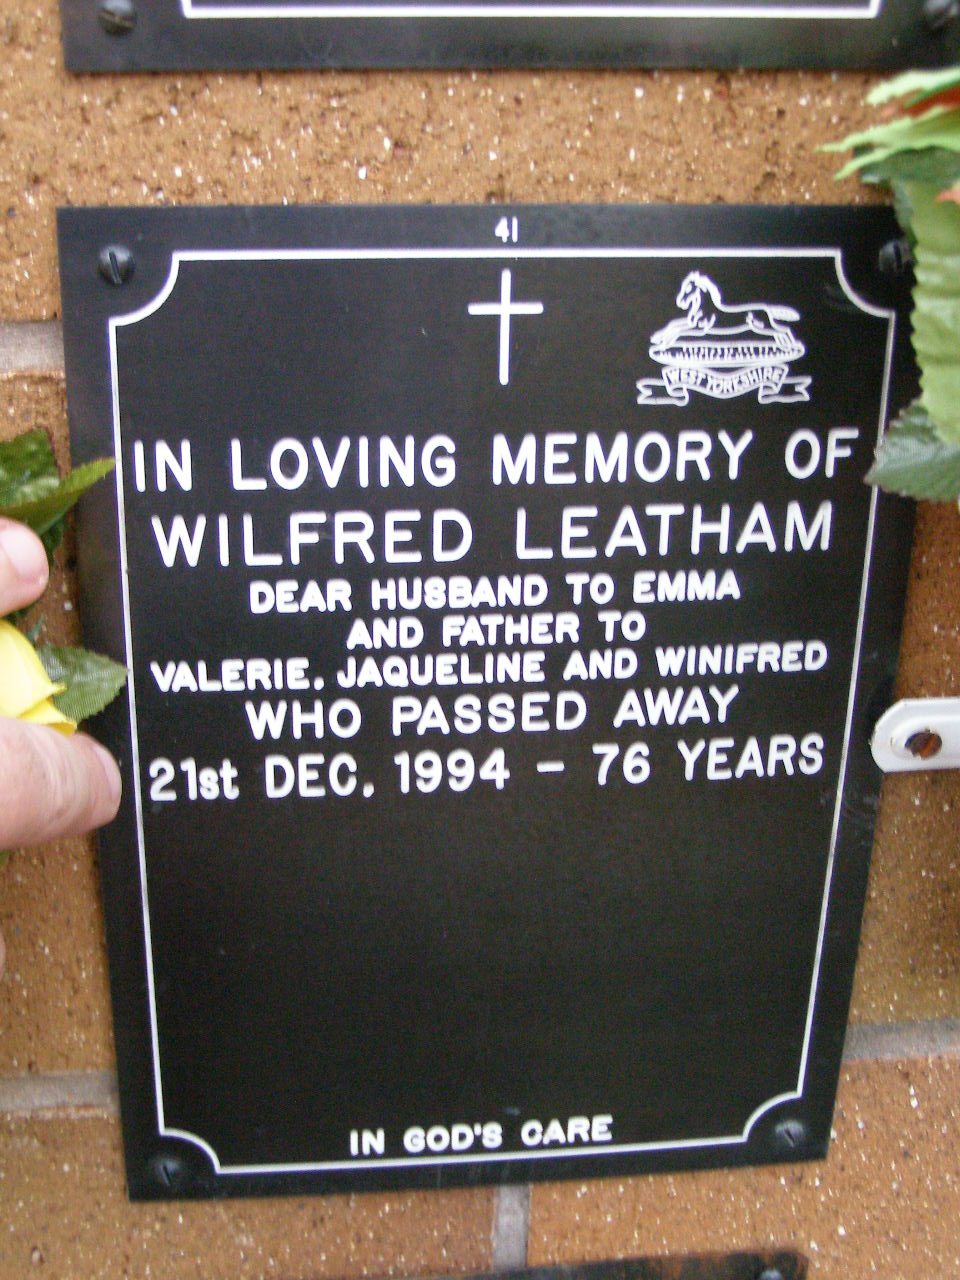 41
WEST YORESHIRE
IN LOVING MEMORY OF
WILFRED LEATHAM
DEAR HUSBAND TO EMMA
AND FATHER TO
VALERIE, JAQUELINE AND WINIFRED
WHO PASSED AWAY
21st DEC. 1994 - 76 YEARS
IN GOD'S CARE